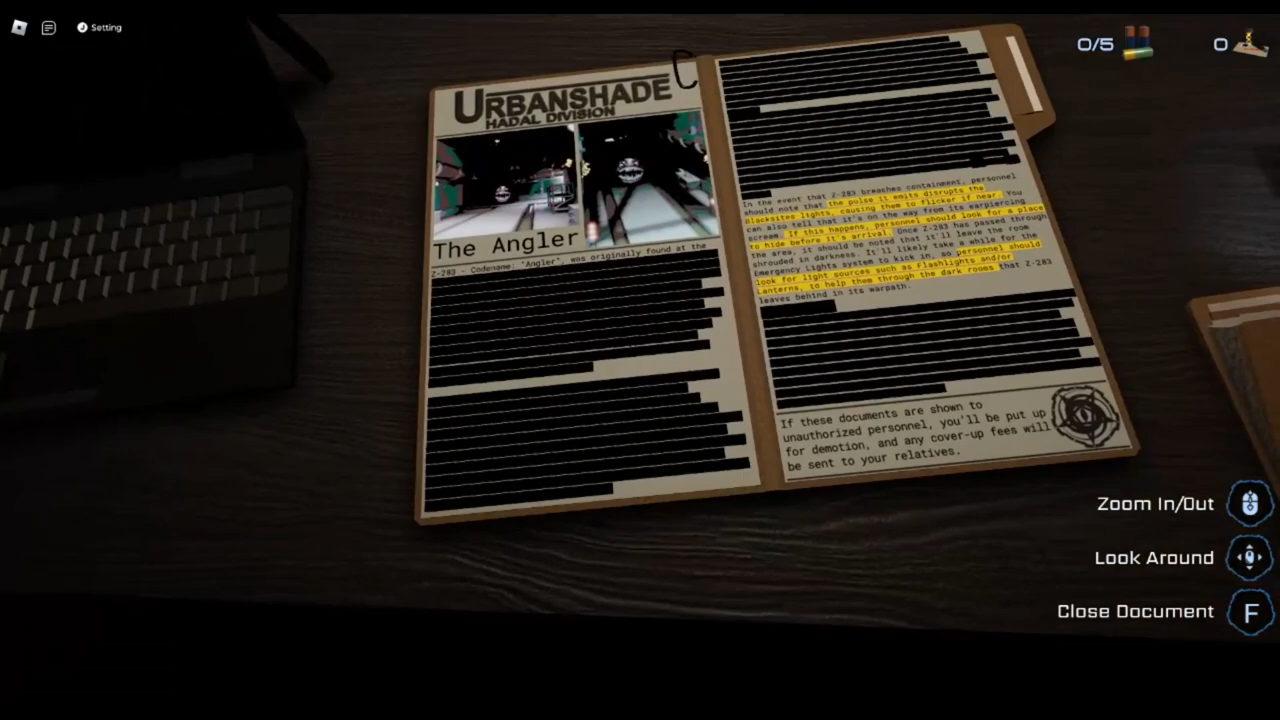 Setting
0/5
0
URBANSHADE
HADAL DIVISION
The Angler
Z-283 - Codename: "Angler", was originally found at the
In the event that Z-283 breaches containment, personnel
should note that the pulse it emits disrupts the
blacksites lights, causing them to flicker if near. You
can also tell that it's on the way from its earpiercing
scream. If this happens, personnel should look for a place
to hide before it's arrival. Once Z-283 has passed through
the area, it should be noted that it'll leave the room
shrouded in darkness. It'll likely take a while for the
Emergency Lights system to kick in, so personnel should
look for light sources such as Flashlights and/or
Lanterns, to help them through the dark rooms that Z-283
leaves behind in its warpath.
If these documents are shown to
unauthorized personnel, you'll be put up
for demotion, and any cover-up fees will
be sent to your relatives.
Zoom In/Out
Look Around
Close Document F